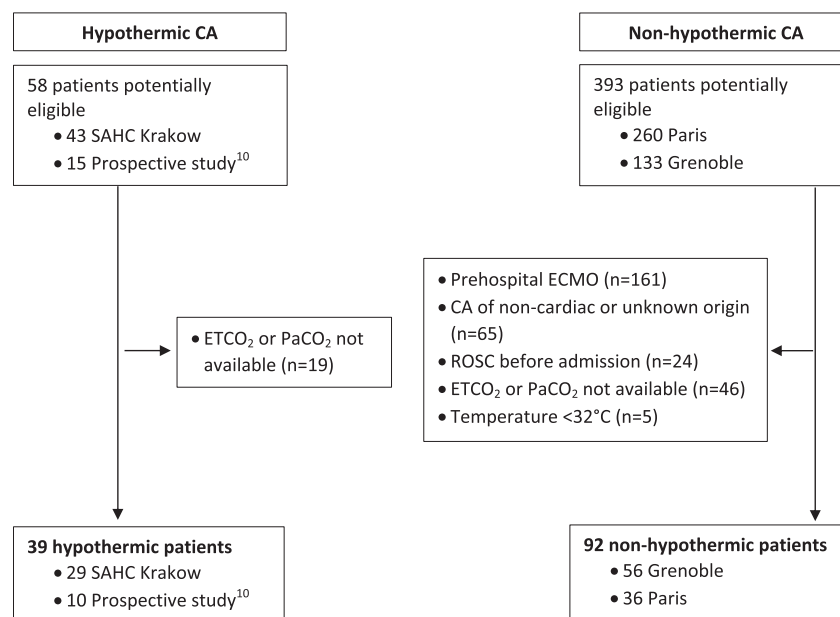 Hypothermic CA
58 patients potentially
eligible
• 43 SAHC Krakow
• 15 Prospective study¹⁰
• ETCO₂ or PaCO₂ not
available (n=19)
39 hypothermic patients
• 29 SAHC Krakow
• 10 Prospective study¹⁰
Non-hypothermic CA
393 patients potentially
eligible
• 260 Paris
• 133 Grenoble
• Prehospital ECMO (n=161)
• CA of non-cardiac or unknown origin
(n=65)
• ROSC before admission (n=24)
• ETCO₂ or PaCO₂ not available (n=46)
• Temperature <32°C (n=5)
92 non-hypothermic patients
• 56 Grenoble
• 36 Paris